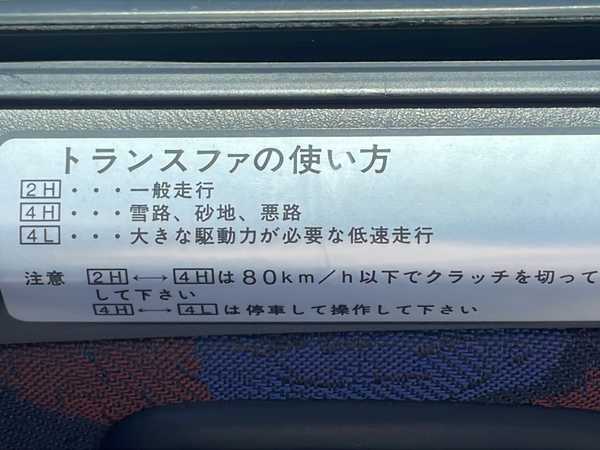 トランスファの使い方
2H・・・一般走行
4H・・・雪路、砂地、悪路
4L・・・大きな駆動力が必要な低速走行
注意 2H←→4Hは80km/h以下でクラッチを切って
して下さい
4H←→4Lは停車して操作して下さい